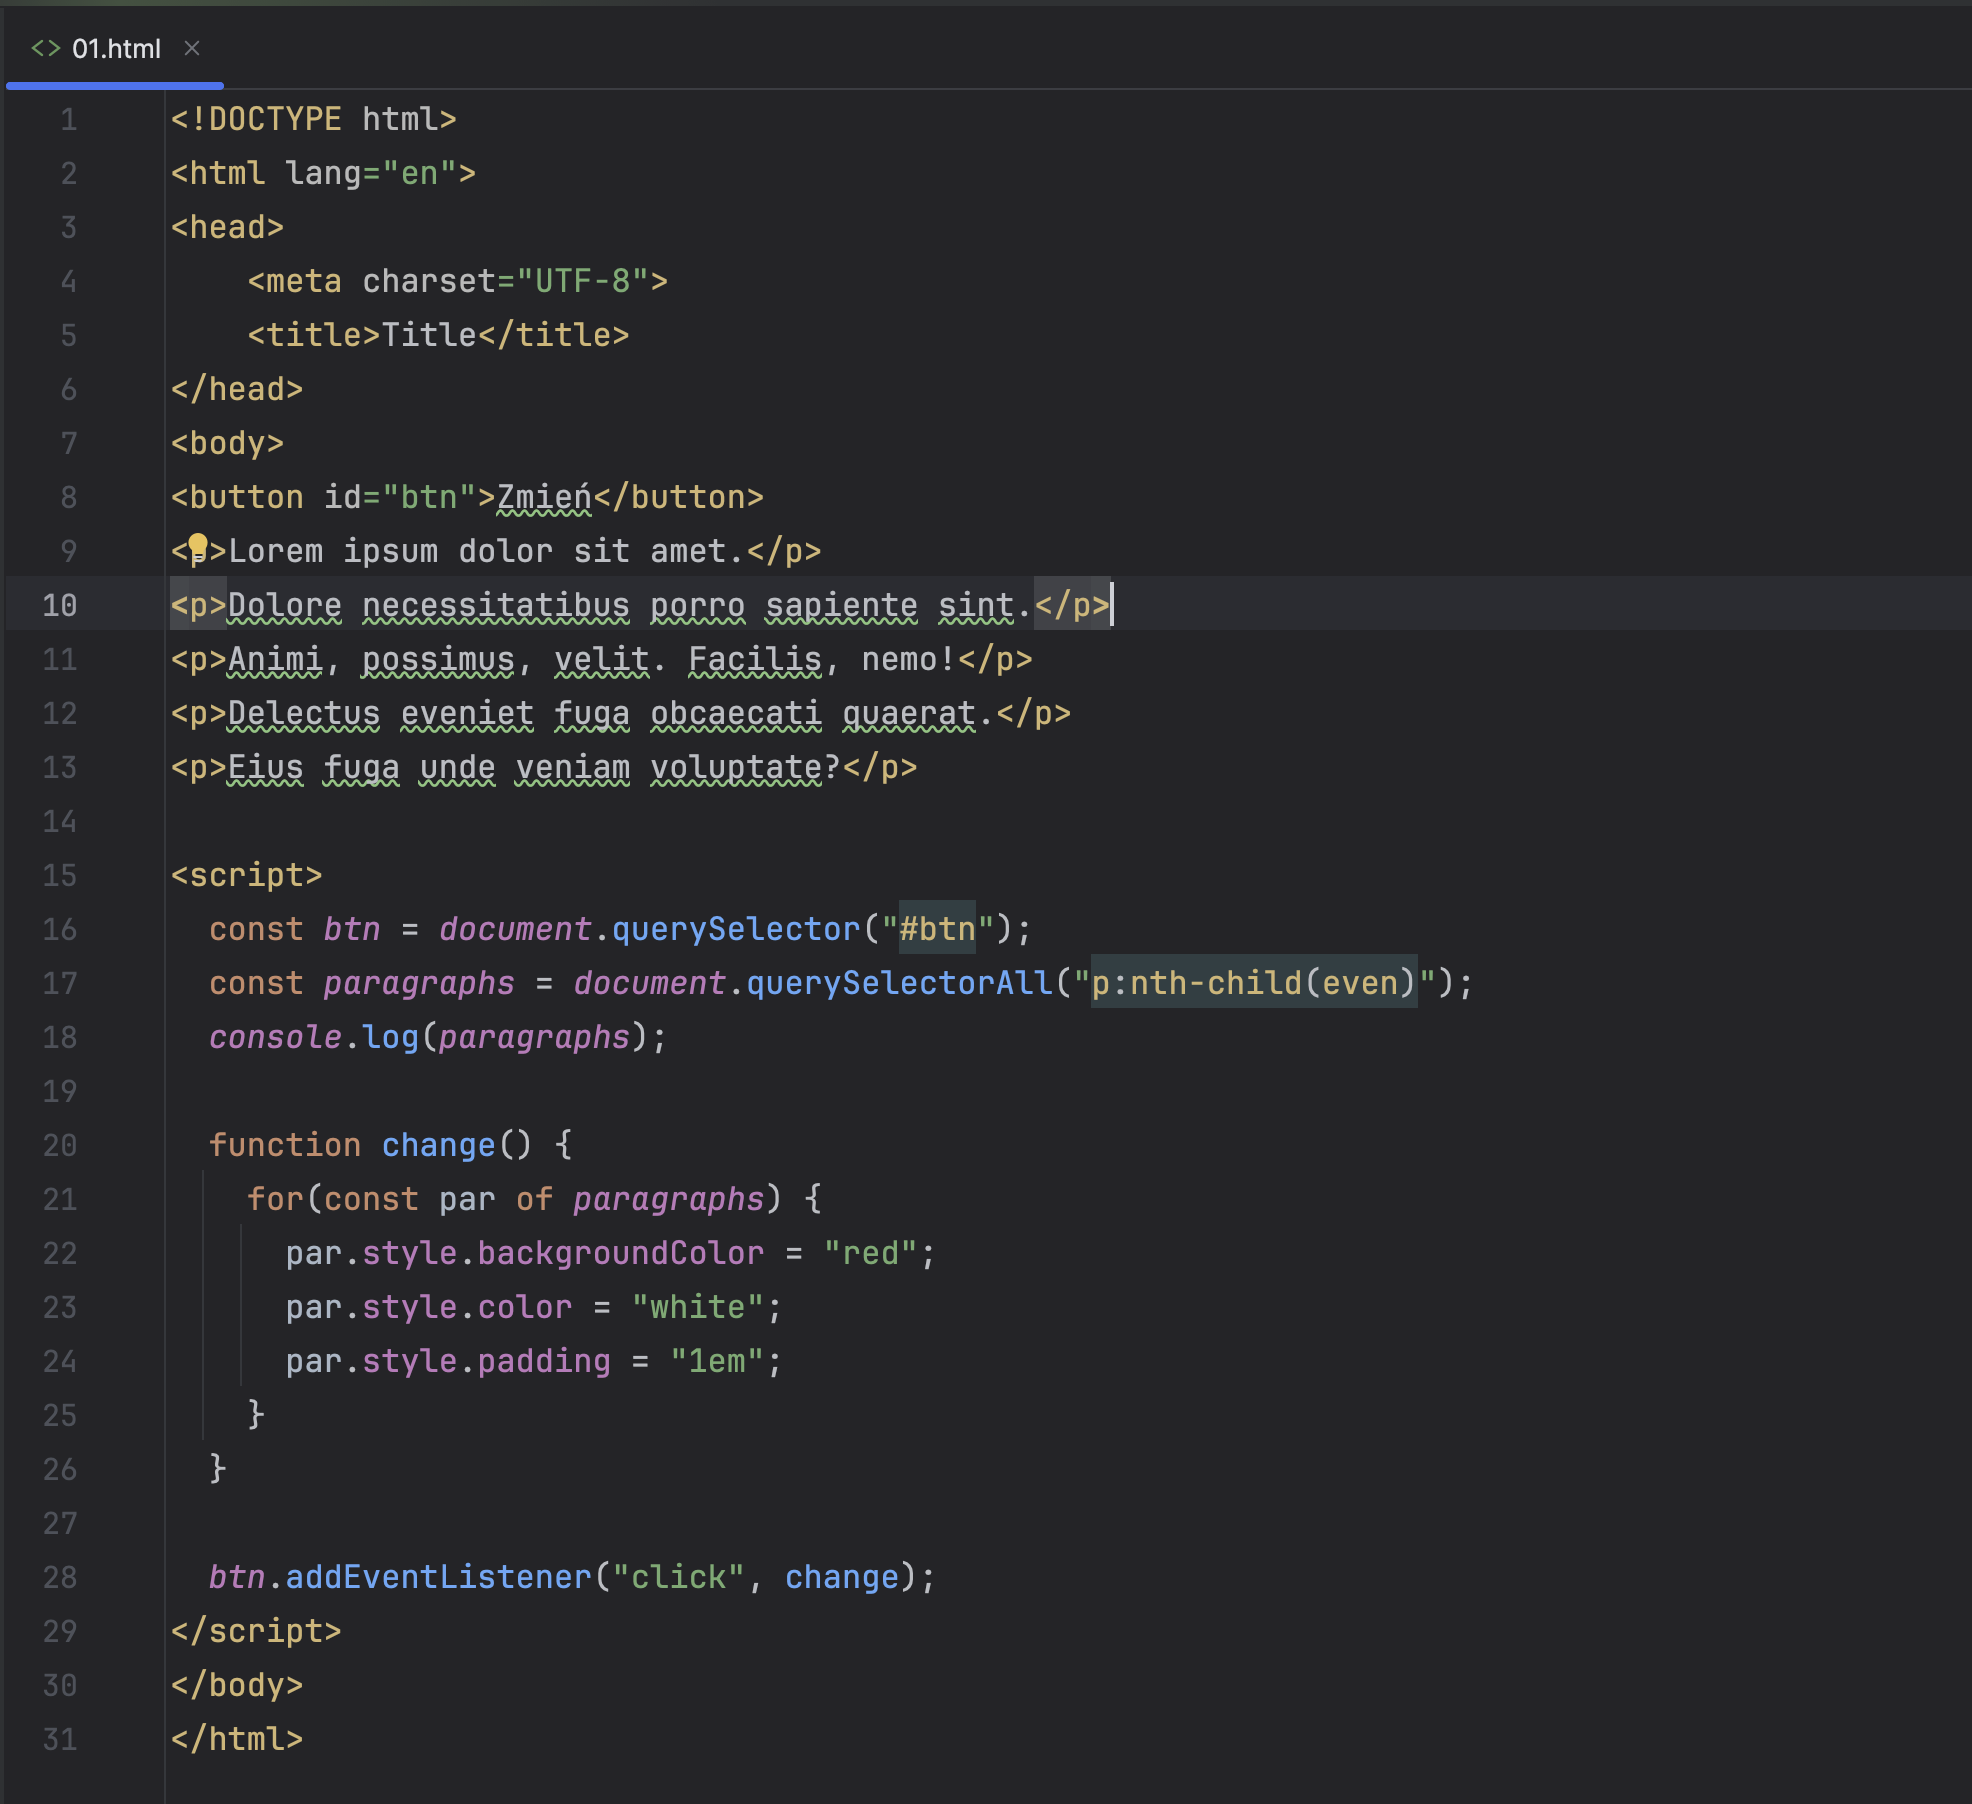 01.html
1 <!DOCTYPE html>
2 <html lang="en">
3 <head>
4     <meta charset="UTF-8">
5     <title>Title</title>
6 </head>
7 <body>
8 <button id="btn">Zmień</button>
9 <p>Lorem ipsum dolor sit amet.</p>
10 <p>Dolore necessitatibus porro sapiente sint.</p>
11 <p>Animi, possimus, velit. Facilis, nemo!</p>
12 <p>Delectus eveniet fuga obcaecati quaerat.</p>
13 <p>Eius fuga unde veniam voluptate?</p>
14
15 <script>
16   const btn = document.querySelector("#btn");
17   const paragraphs = document.querySelectorAll("p:nth-child(even)");
18   console.log(paragraphs);
19
20   function change() {
21     for(const par of paragraphs) {
22       par.style.backgroundColor = "red";
23       par.style.color = "white";
24       par.style.padding = "1em";
25     }
26   }
27
28   btn.addEventListener("click", change);
29 </script>
30 </body>
31 </html>